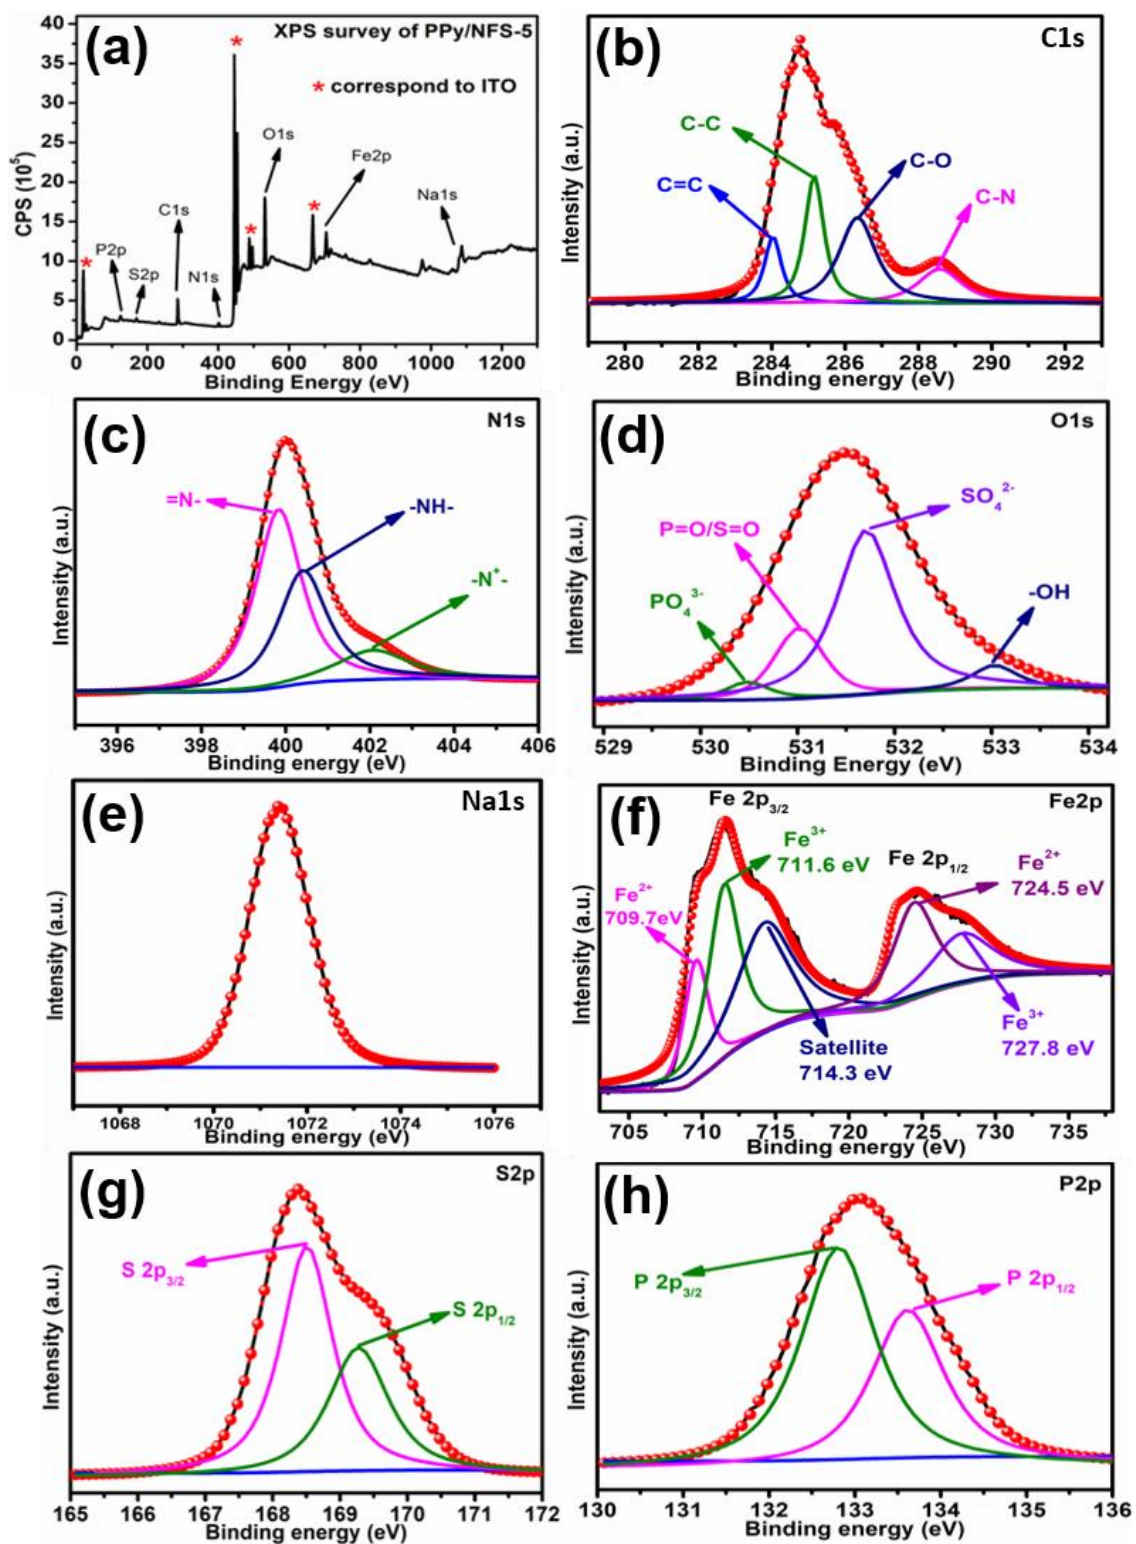 (a)
XPS survey of PPy/NFS-5
* correspond to ITO
CPS (10⁵)
40
35
30
25
20
15
10
5
0
P2p
S2p
C1s
N1s
O1s
Fe2p
Na1s
0 200 400 600 800 1000 1200
Binding Energy (eV)
(b)
C1s
Intensity (a.u.)
C=C
C-C
C-O
C-N
280 282 284 286 288 290 292
Binding energy (eV)
(c)
N1s
Intensity (a.u.)
=N-
-NH-
-N⁺-
396 398 400 402 404 406
Binding energy (eV)
(d)
O1s
Intensity (a.u.)
PO₄³⁻
P=O/S=O
SO₄²⁻
-OH
529 530 531 532 533 534
Binding Energy (eV)
(e)
Na1s
Intensity (a.u.)
1068 1070 1072 1074 1076
Binding energy (eV)
(f)
Fe2p
Intensity (a.u.)
Fe 2p₃/₂
Fe³⁺
711.6 eV
Fe²⁺
709.7eV
Satellite
714.3 eV
Fe 2p₁/₂
Fe²⁺
724.5 eV
Fe³⁺
727.8 eV
705 710 715 720 725 730 735
Binding energy (eV)
(g)
S2p
Intensity (a.u.)
S 2p₃/₂
S 2p₁/₂
165 166 167 168 169 170 171 172
Binding energy (eV)
(h)
P2p
Intensity (a.u.)
P 2p₃/₂
P 2p₁/₂
130 131 132 133 134 135 136
Binding energy (eV)